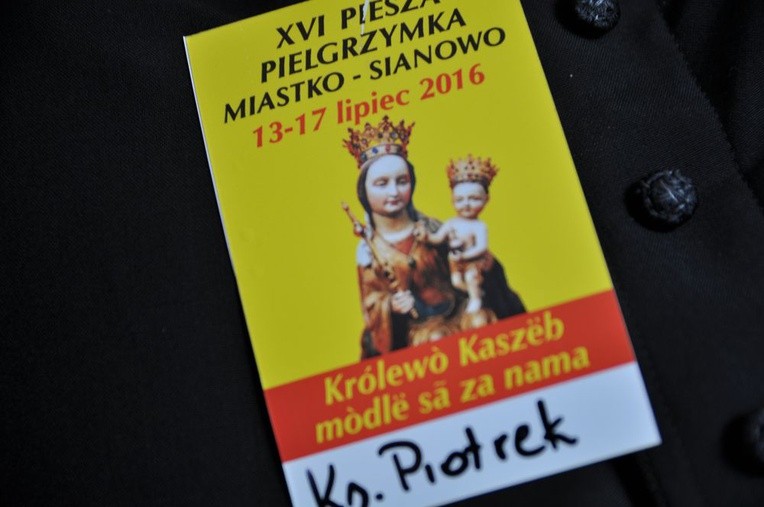 XVI PIESZA
PIELGRZYMKA
MIASTKO - SIANOWO
13-17 lipiec 2016
Królewò Kaszëb
mòdlë sã za nama
Ks. Piotrek